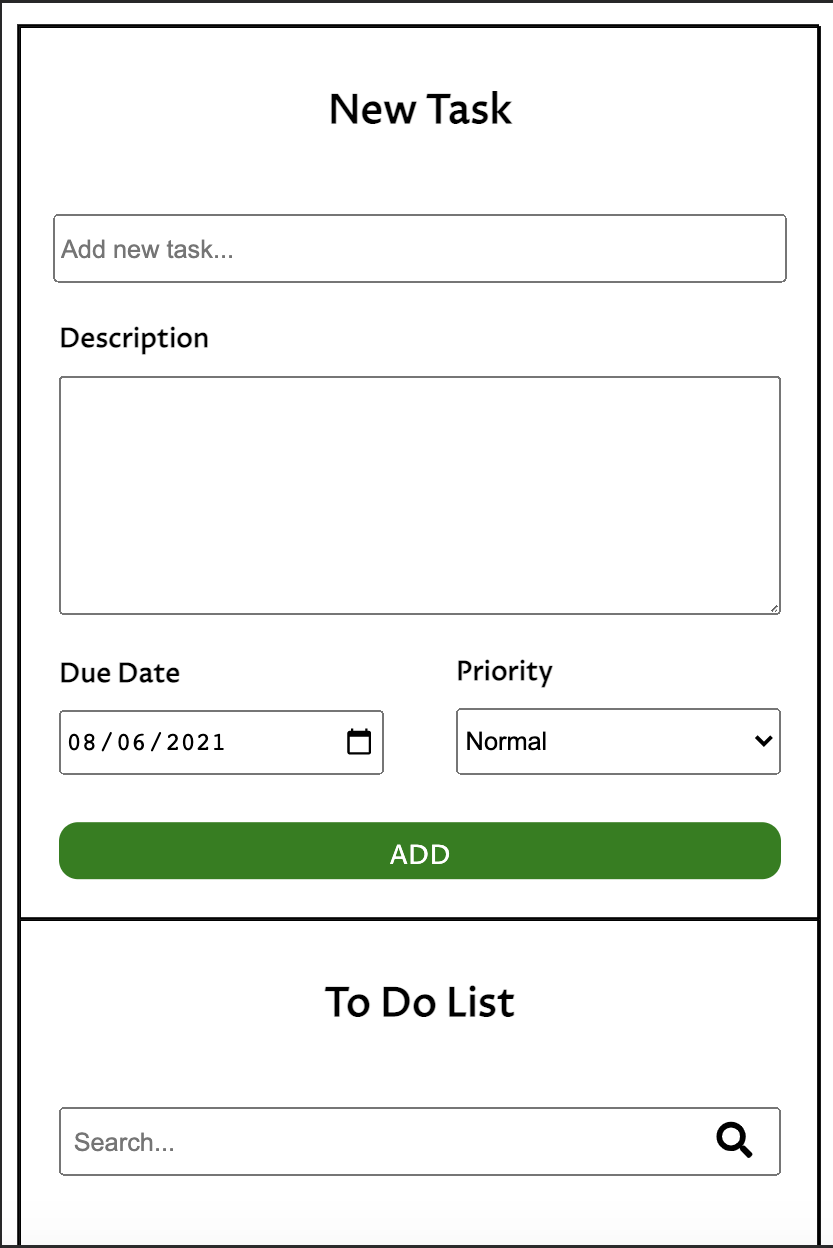 New Task
Add new task...
Description
Due Date
Priority
08/06/2021
Normal
ADD
To Do List
Search...